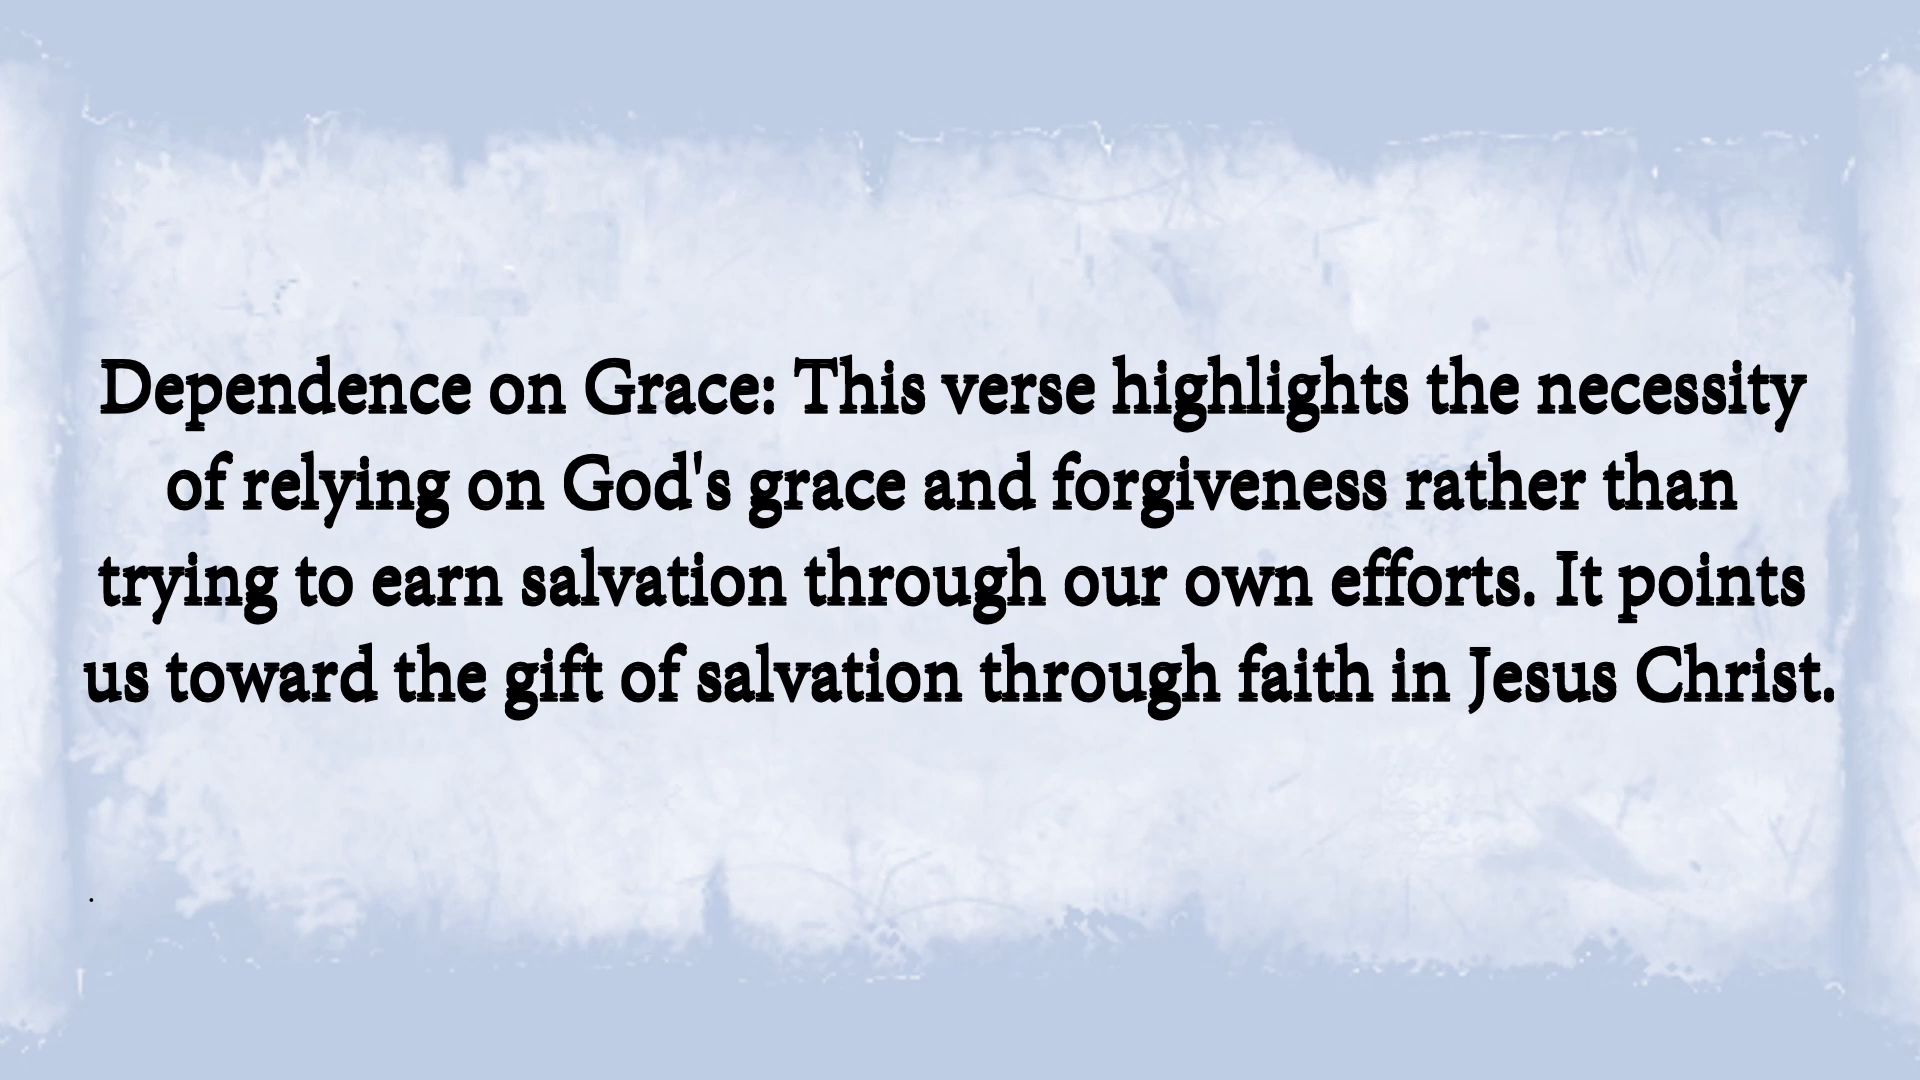 Dependence on Grace: This verse highlights the necessity
of relying on God's grace and forgiveness rather than
trying to earn salvation through our own efforts. It points
us toward the gift of salvation through faith in Jesus Christ.
.